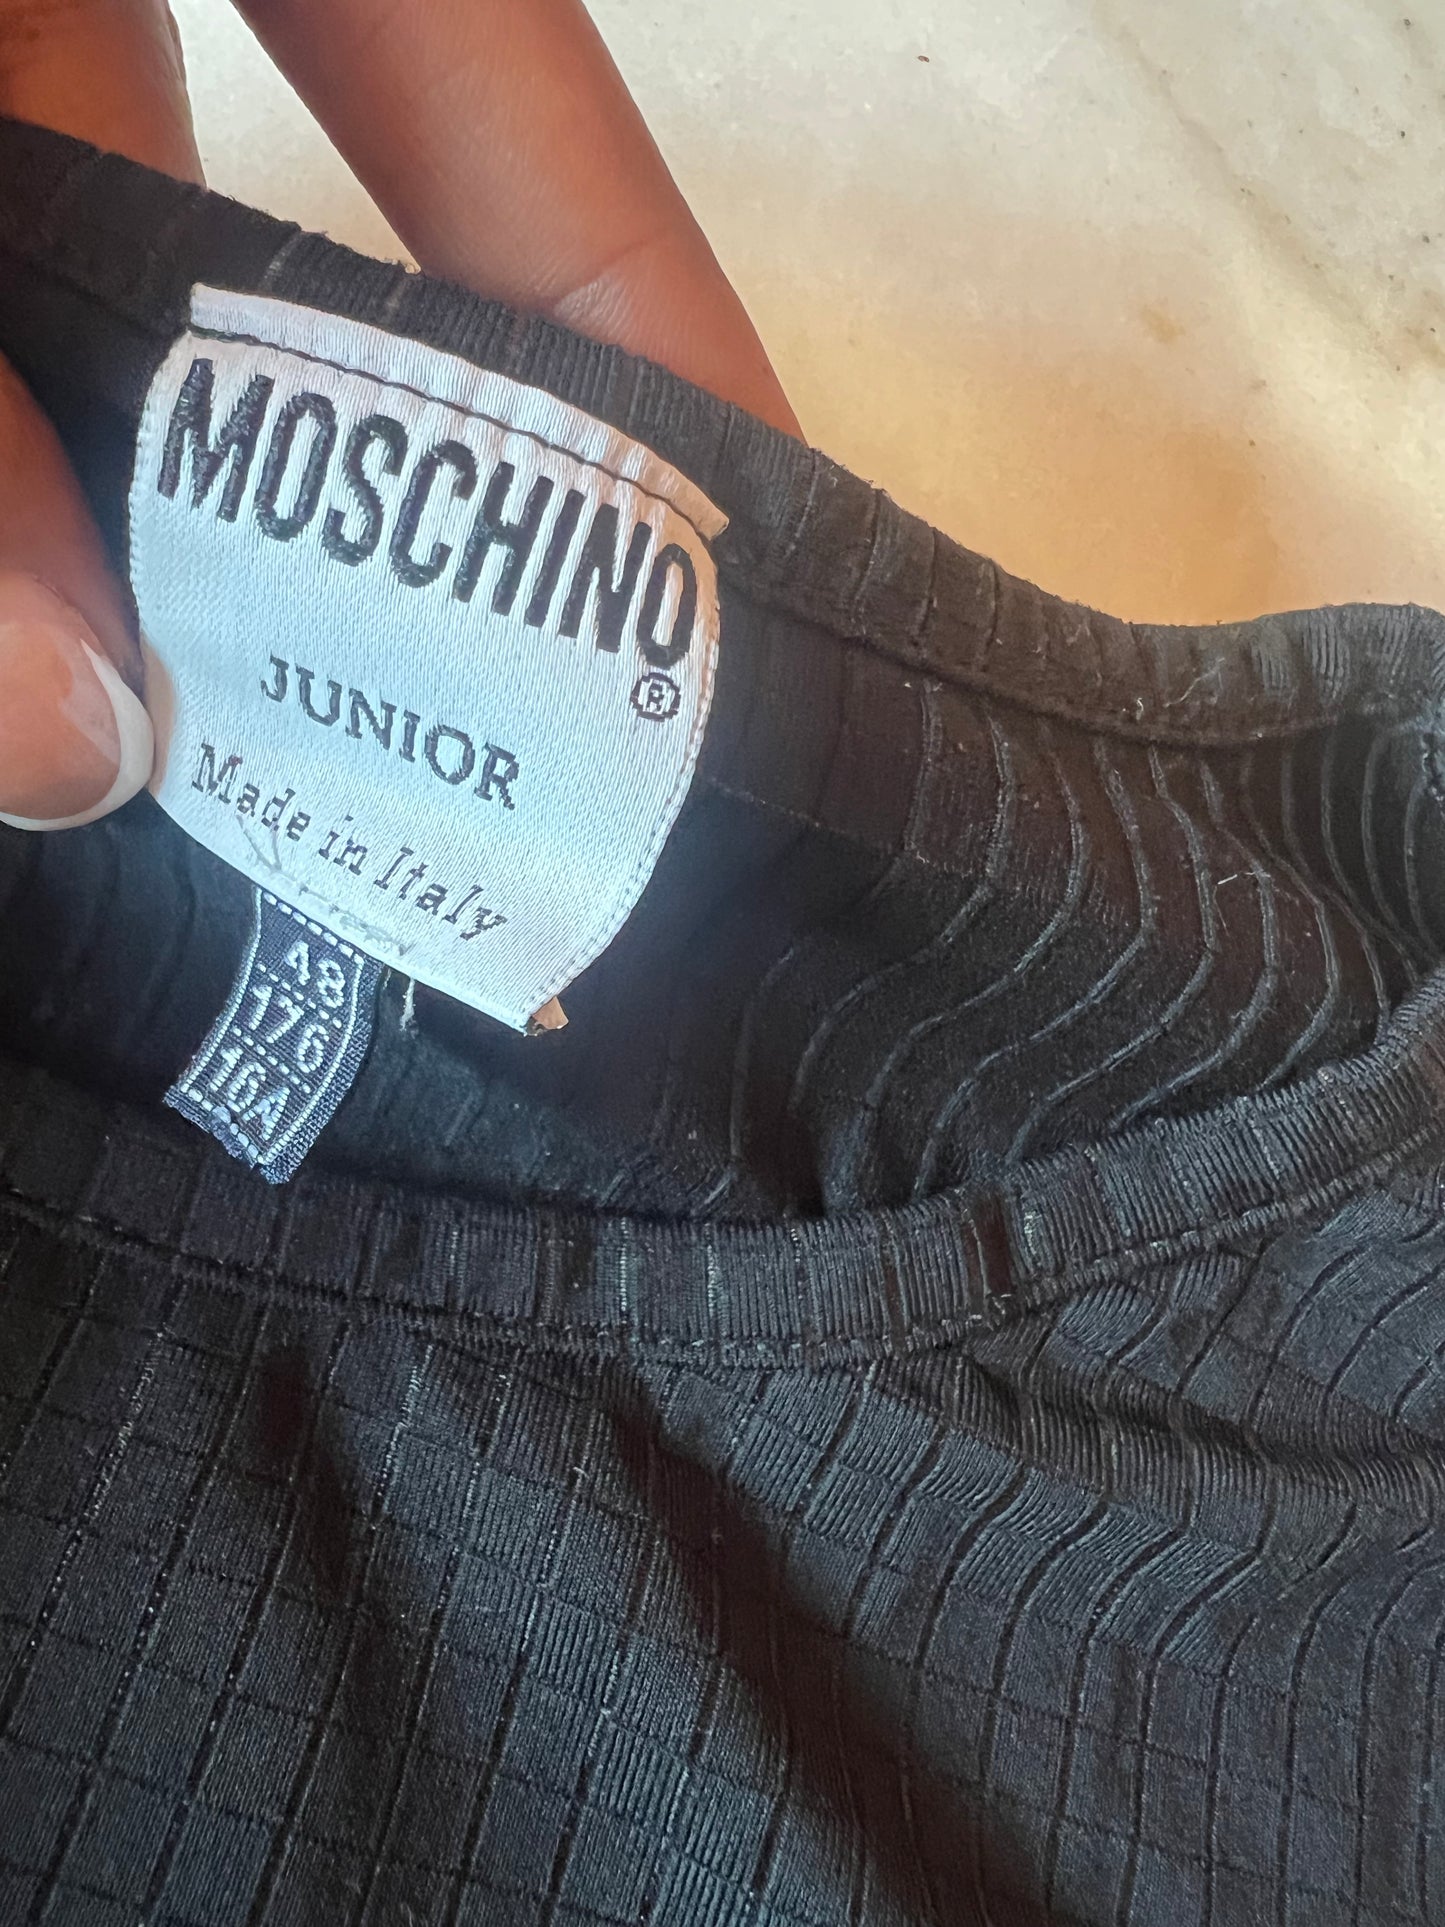 MOSCHINO
®
JUNIOR
Made in Italy
48
176
16A